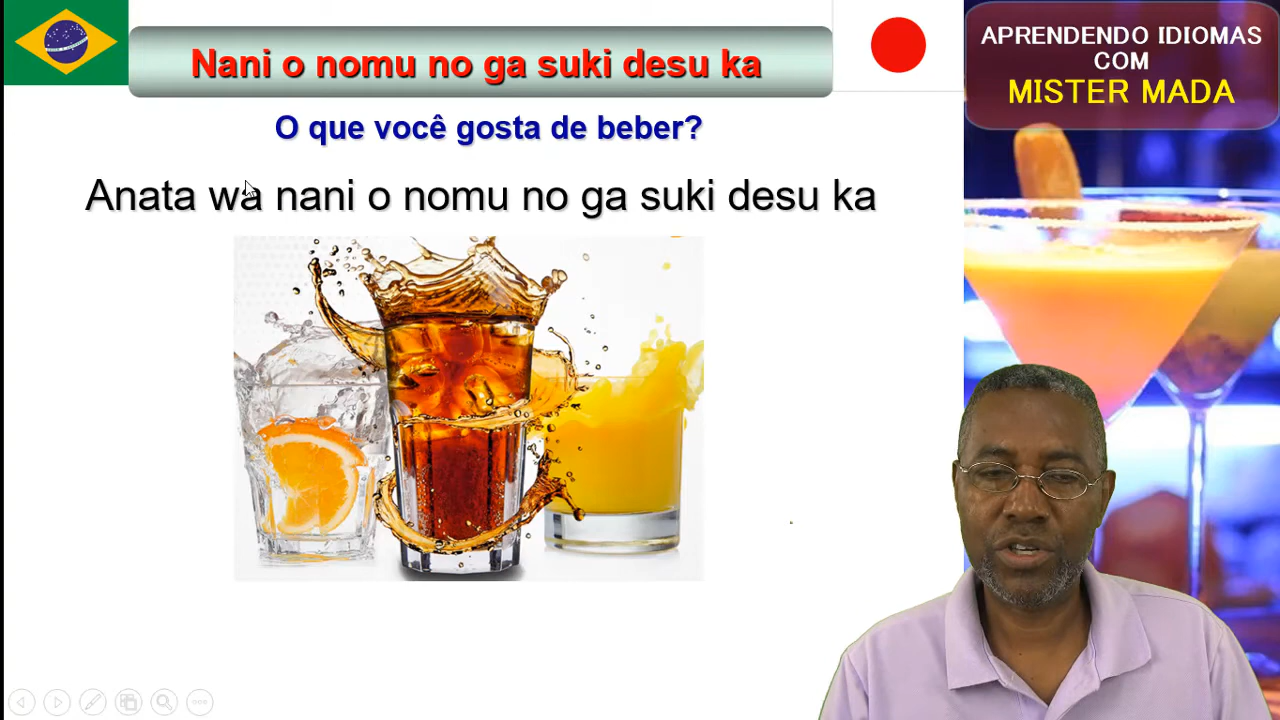 Nani o nomu no ga suki desu ka
APRENDENDO IDIOMAS
COM
MISTER MADA
O que você gosta de beber?
Anata wa nani o nomu no ga suki desu ka